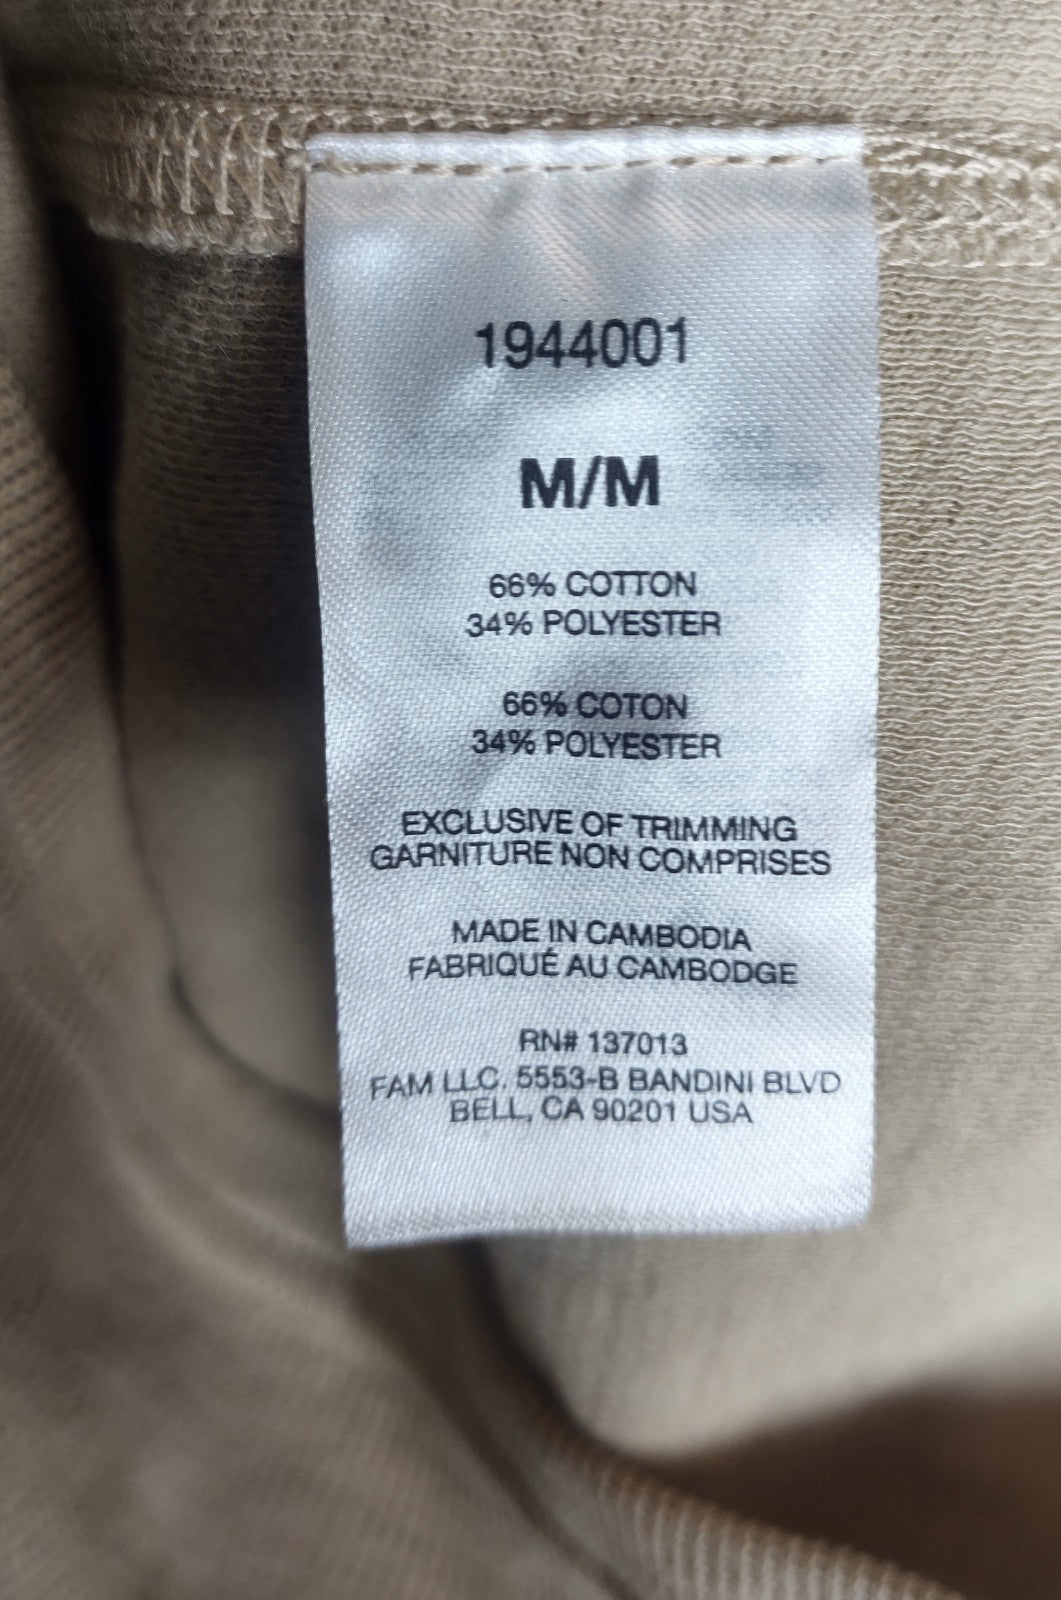 1944001
M/M
66% COTTON
34% POLYESTER
66% COTON
34% POLYESTER
EXCLUSIVE OF TRIMMING
GARNITURE NON COMPRISES
MADE IN CAMBODIA
FABRIQUÉ AU CAMBODGE
RN# 137013
FAM LLC. 5553-B BANDINI BLVD
BELL, CA 90201 USA